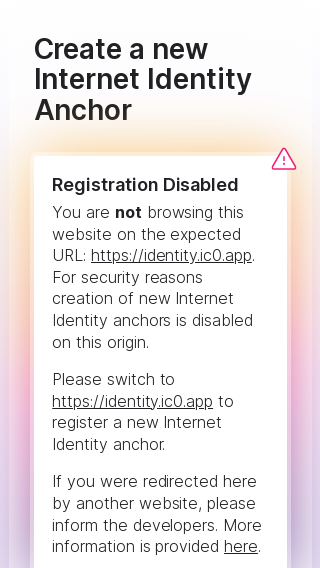 Create a new
Internet Identity
Anchor
Registration Disabled
You are not browsing this
website on the expected
URL: https://identity.ic0.app.
For security reasons
creation of new Internet
Identity anchors is disabled
on this origin.
Please switch to
https://identity.ic0.app to
register a new Internet
Identity anchor.
If you were redirected here
by another website, please
inform the developers. More
information is provided here.